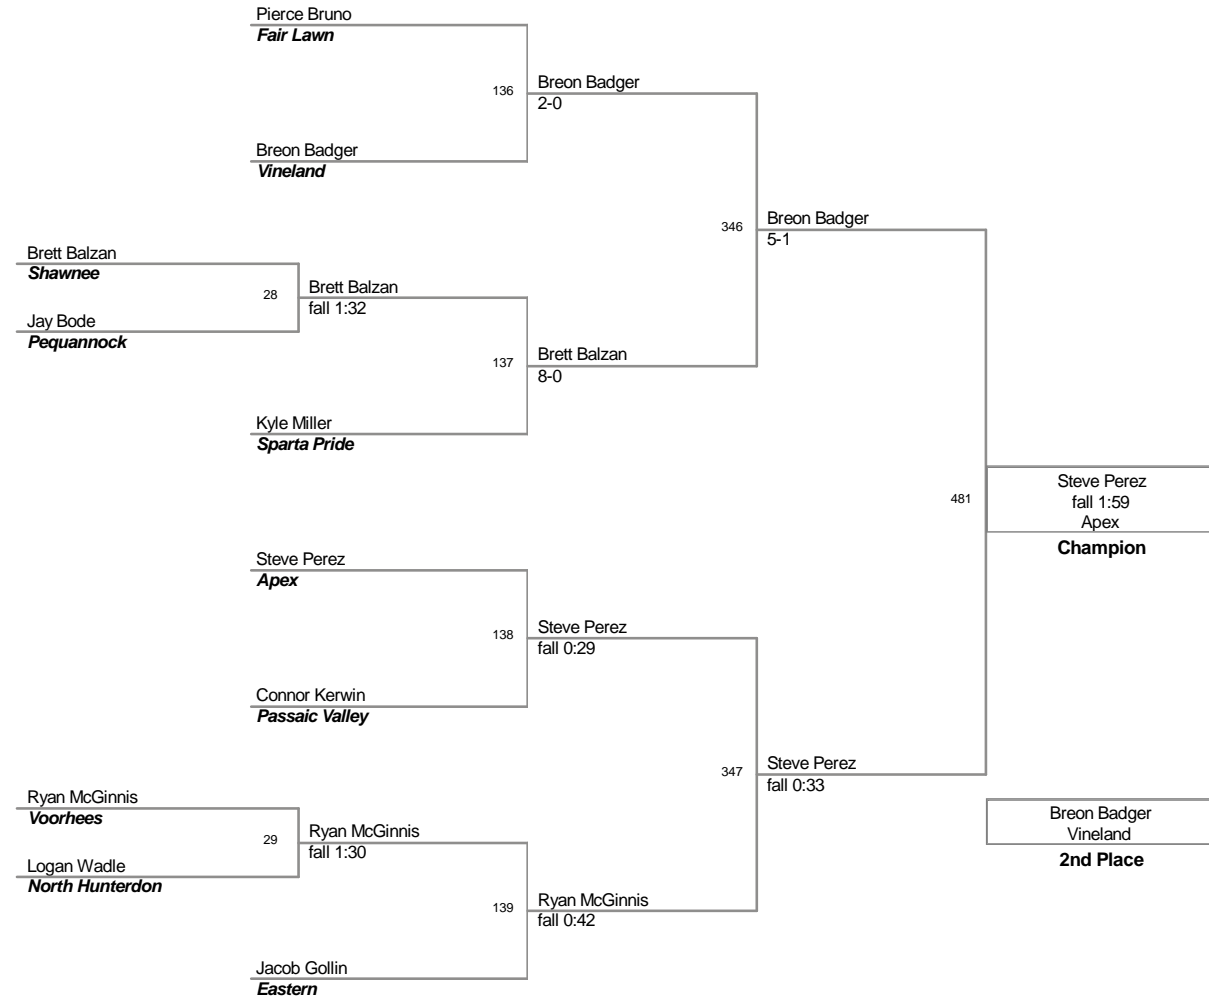 Pierce Bruno
Fair Lawn
136
Breon Badger
2-0
Breon Badger
Vineland
346
Breon Badger
5-1
Brett Balzan
Shawnee
28
Brett Balzan
fall 1:32
Jay Bode
Pequannock
137
Brett Balzan
8-0
Kyle Miller
Sparta Pride
481
Steve Perez
fall 1:59
Apex
Champion
Steve Perez
Apex
138
Steve Perez
fall 0:29
Connor Kerwin
Passaic Valley
347
Steve Perez
fall 0:33
Ryan McGinnis
Voorhees
29
Ryan McGinnis
fall 1:30
Logan Wadle
North Hunterdon
139
Ryan McGinnis
fall 0:42
Jacob Gollin
Eastern
Breon Badger
Vineland
2nd Place